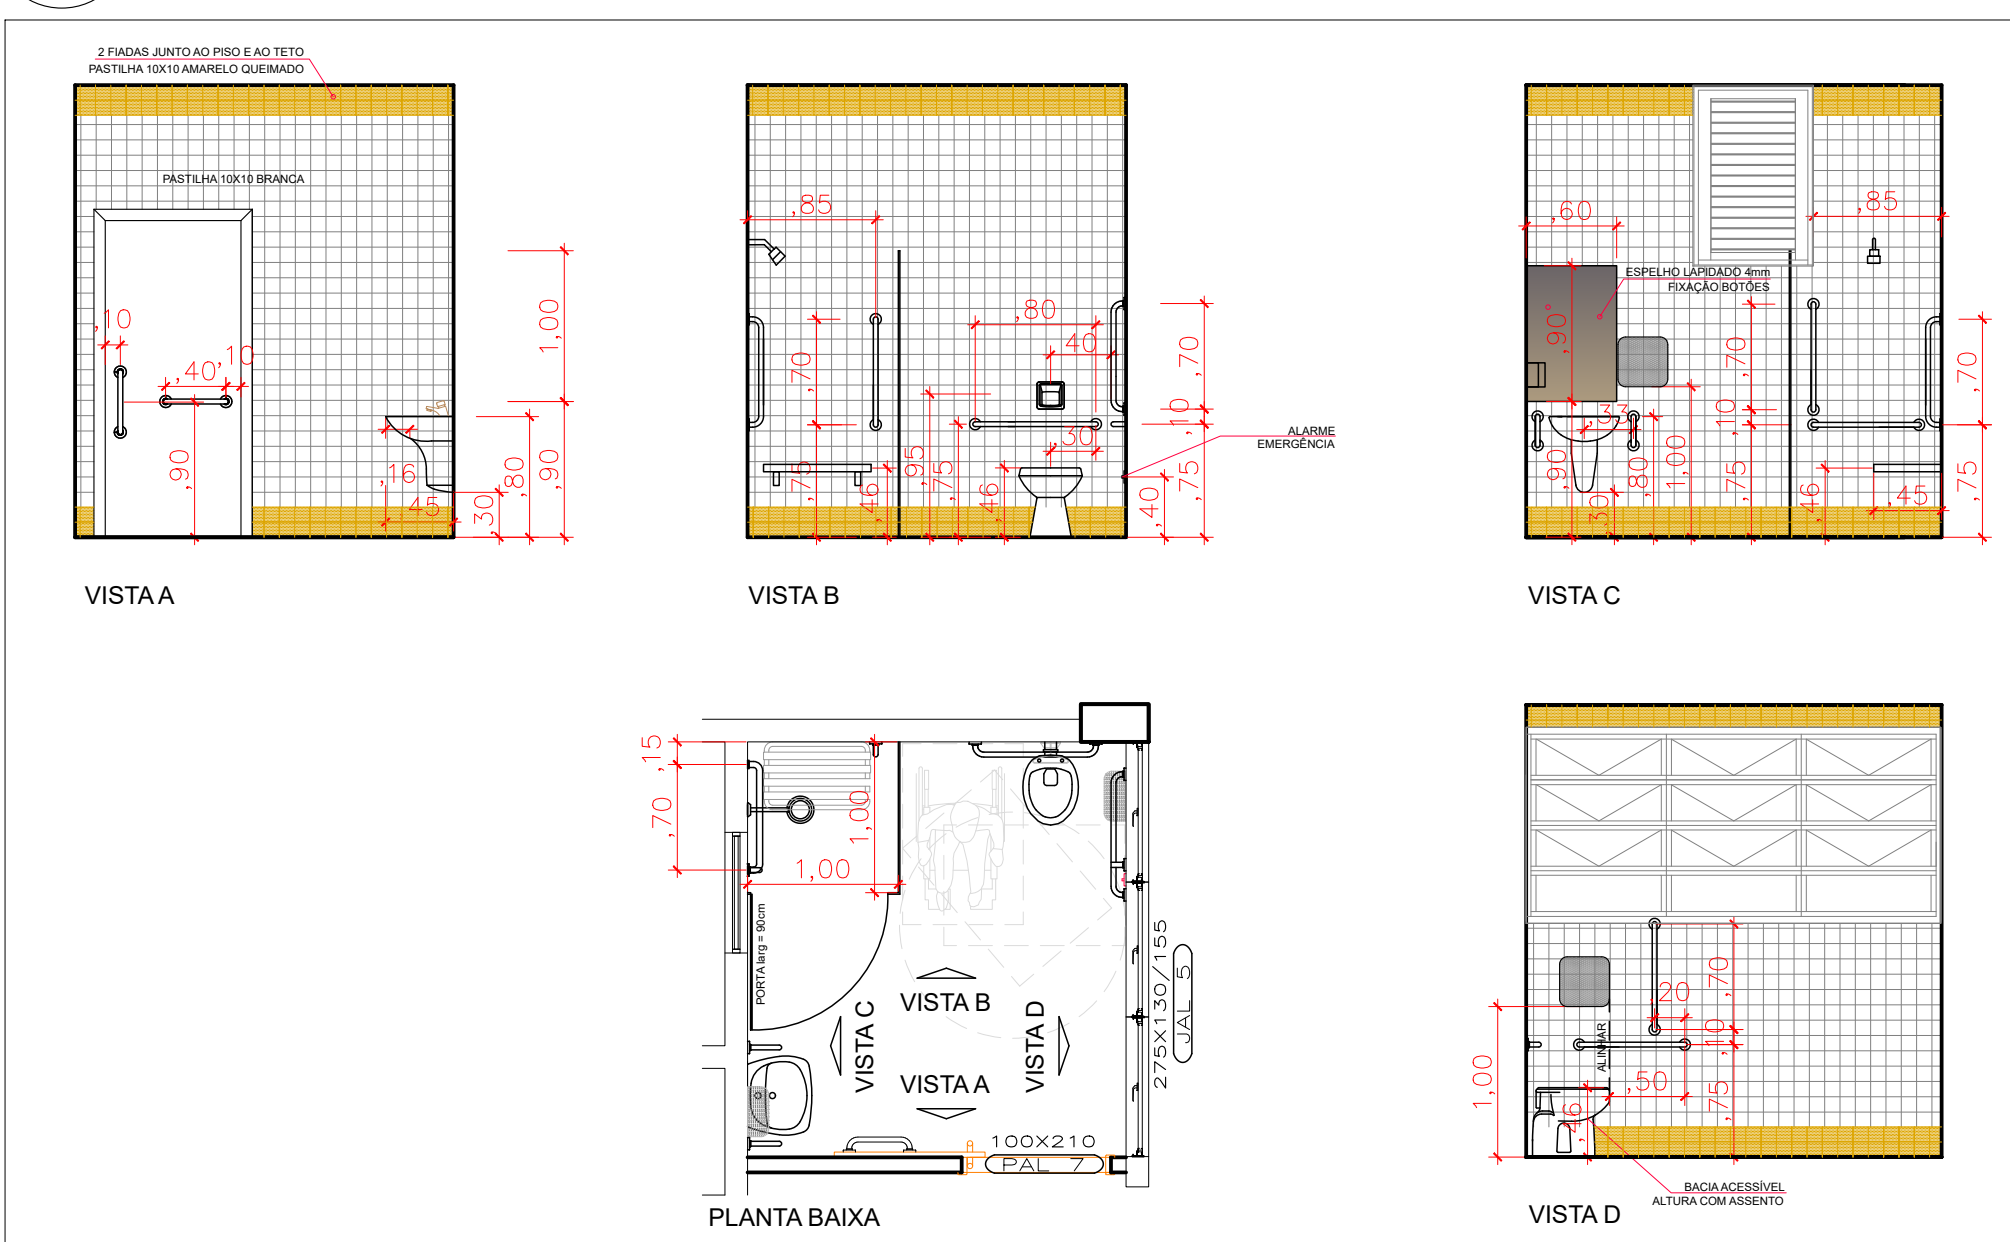 2 FIADAS JUNTO AO PISO E AO TETO
PASTILHA 10X10 AMARELO QUEIMADO
PASTILHA 10X10 BRANCA
,10
,40
,10
,90
,16
,45
,30
,80
,90
1,00
VISTA A
,85
,70
,75
,46
,95
,75
,46
,80
,40
,30
,70
,10
,75
,40
ALARME
EMERGÊNCIA
VISTA B
,60
,85
ESPELHO LAPIDADO 4mm
FIXAÇÃO BOTÕES
,90
,33
,90
,30
,80
1,00
,70
,10
,75
,46
,45
,70
,75
VISTA C
,15
,70
1,00
1,00
PORTA larg = 90cm
VISTA B
VISTA C
VISTA D
VISTA A
275X130/155
JAL 5
100X210
PAL 7
PLANTA BAIXA
,70
,20
,10
ALINHAR
,50
,75
,46
1,00
BACIA ACESSÍVEL
ALTURA COM ASSENTO
VISTA D